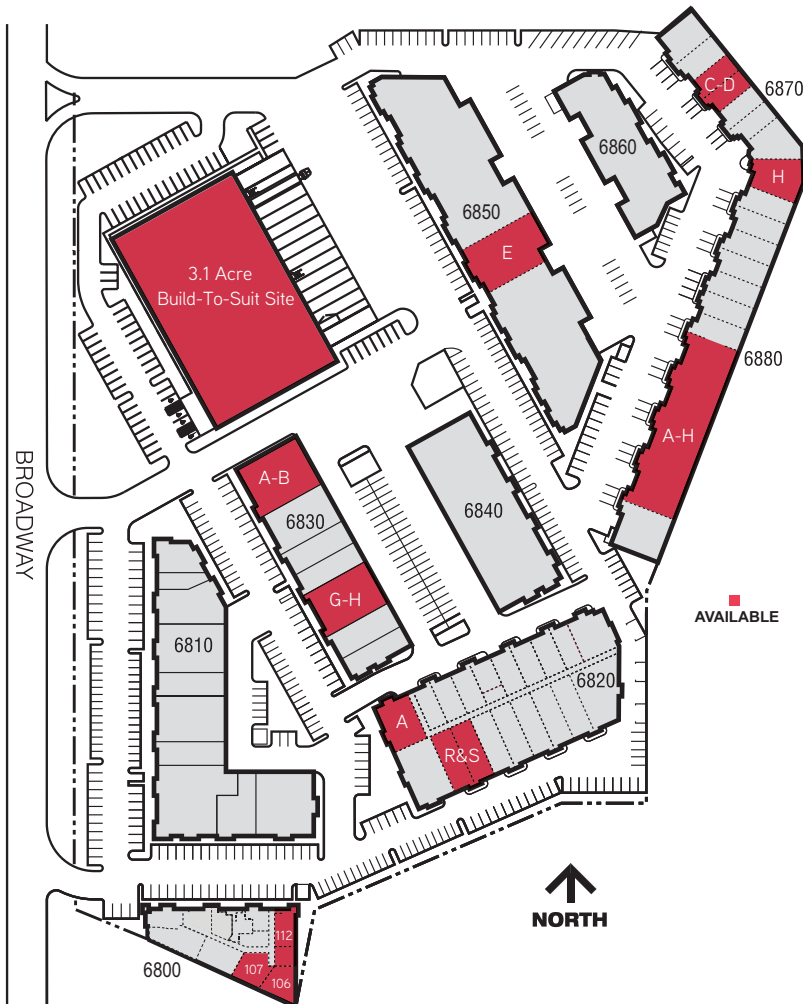 C-D
6870
6860
H
6850
E
3.1 Acre
Build-To-Suit Site
6880
A-H
BROADWAY
A-B
6830
6840
G-H
AVAILABLE
6810
6820
A
R&S
NORTH
112
107
106
6800